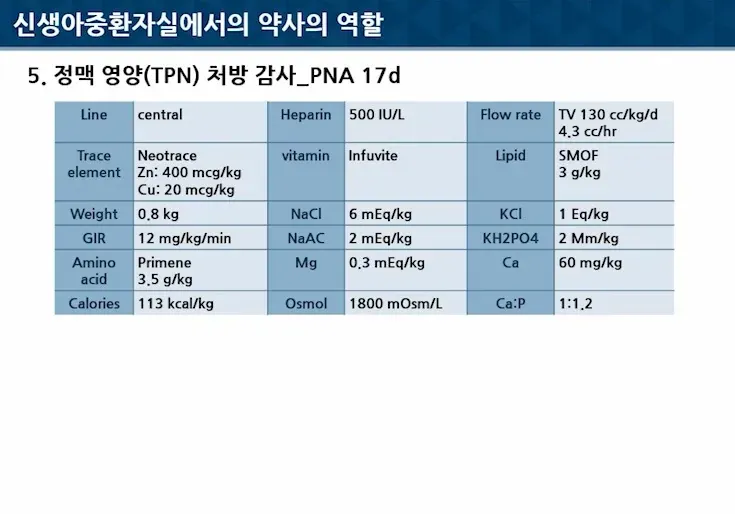 신생아중환자실에서의 약사의 역할
5. 정맥 영양(TPN) 처방 감사_PNA 17d
Line central Heparin 500 IU/L Flow rate TV 130 cc/kg/d
4.3 cc/hr
Trace element Neotrace vitamin Infuvite Lipid SMOF
Zn: 400 mcg/kg 3 g/kg
Cu: 20 mcg/kg
Weight 0.8 kg NaCl 6 mEq/kg KCl 1 Eq/kg
GIR 12 mg/kg/min NaAC 2 mEq/kg KH2PO4 2 Mm/kg
Amino acid Primene Mg 0.3 mEq/kg Ca 60 mg/kg
3.5 g/kg
Calories 113 kcal/kg Osmol 1800 mOsm/L Ca:P 1:1.2